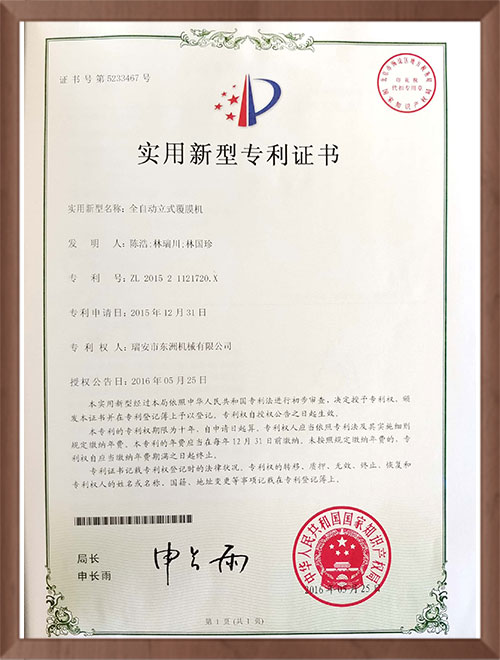 证书号第5233467号
印花税
代扣专用章
实用新型专利证书
实用新型名称：全自动立式覆膜机
发明人：陈浩;林瑞川;林国珍
专利号：ZL 2015 2 1121720.X
专利申请日：2015年12月31日
专利权人：瑞安市东洲机械有限公司
授权公告日：2016年05月25日
本实用新型经过本局依照中华人民共和国专利法进行初步审查，决定授予专利权，颁
发本证书并在专利登记簿上予以登记。专利权自授权公告之日起生效。
本专利的专利权期限为十年，自申请日起算。专利权人应当依照专利法及其实施细则
规定缴纳年费。本专利的年费应当在每年12月31日前缴纳。未按照规定缴纳年费的，专
利权自应当缴纳年费期满之日起终止。
专利证书记载专利权登记时的法律状况。专利权的转移、质押、无效、终止、恢复和
专利权人的姓名或名称、国籍、地址变更等事项记载在专利登记簿上。
局长
申长雨
申长雨
中华人民共和国国家知识产权局
2016年05月25日
第1页(共1页)